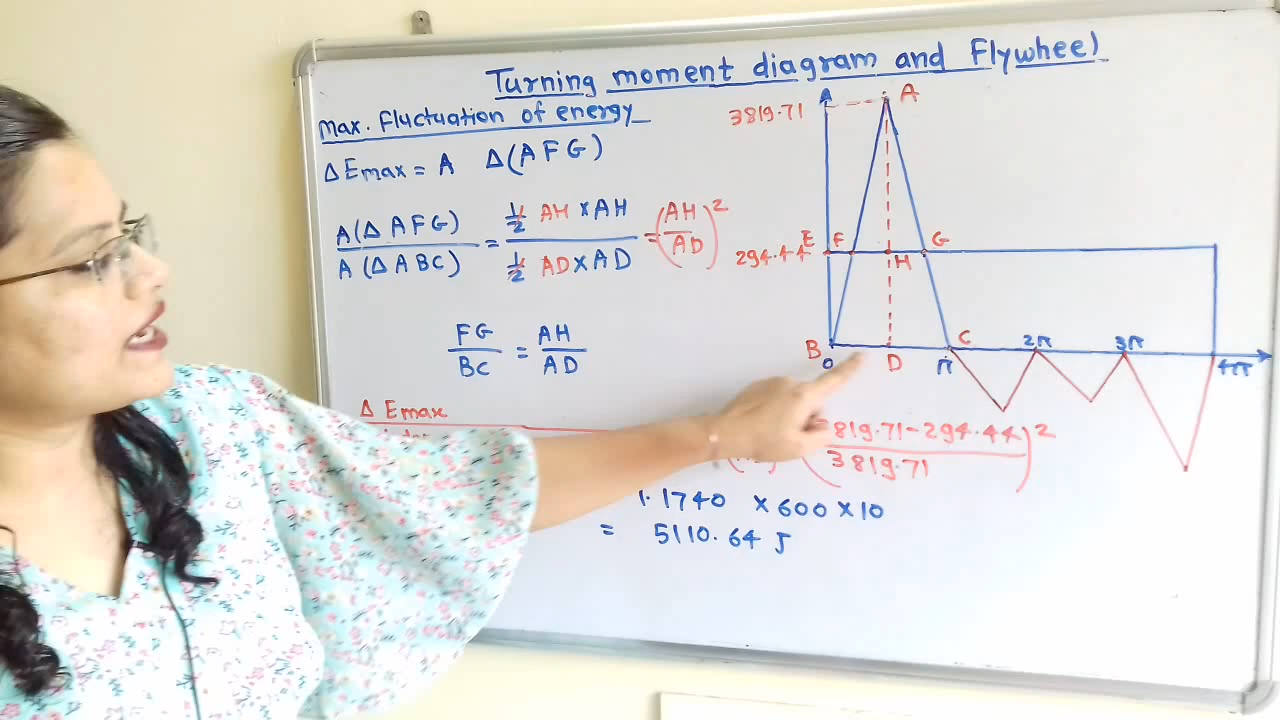 Turning moment diagram and Flywheel
Max. Fluctuation of energy
Δ Emax = A Δ(AFG)
A(Δ AFG) / A(Δ ABC) = ½ AH × AH / ½ AD × AD = (AH / AD)²
FG / BC = AH / AD
Δ Emax
819.71 - 294.44 / 3819.71)²
1.1740 × 600 × 10
= 5110.64 J
3819.71
A
E F G
294.44
H
B C 2π 3π
0 D π 4π